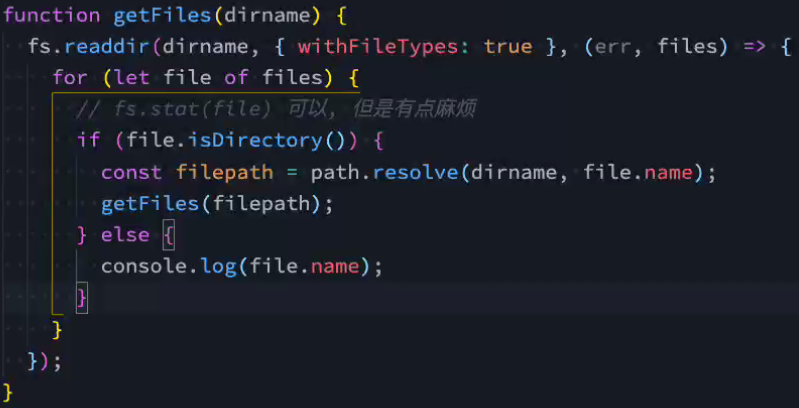 function getFiles(dirname) {
  fs.readdir(dirname, { withFileTypes: true }, (err, files) => {
    for (let file of files) {
      // fs.stat(file) 可以，但是有点麻烦
      if (file.isDirectory()) {
        const filepath = path.resolve(dirname, file.name);
        getFiles(filepath);
      } else {
        console.log(file.name);
      }
    }
  });
}